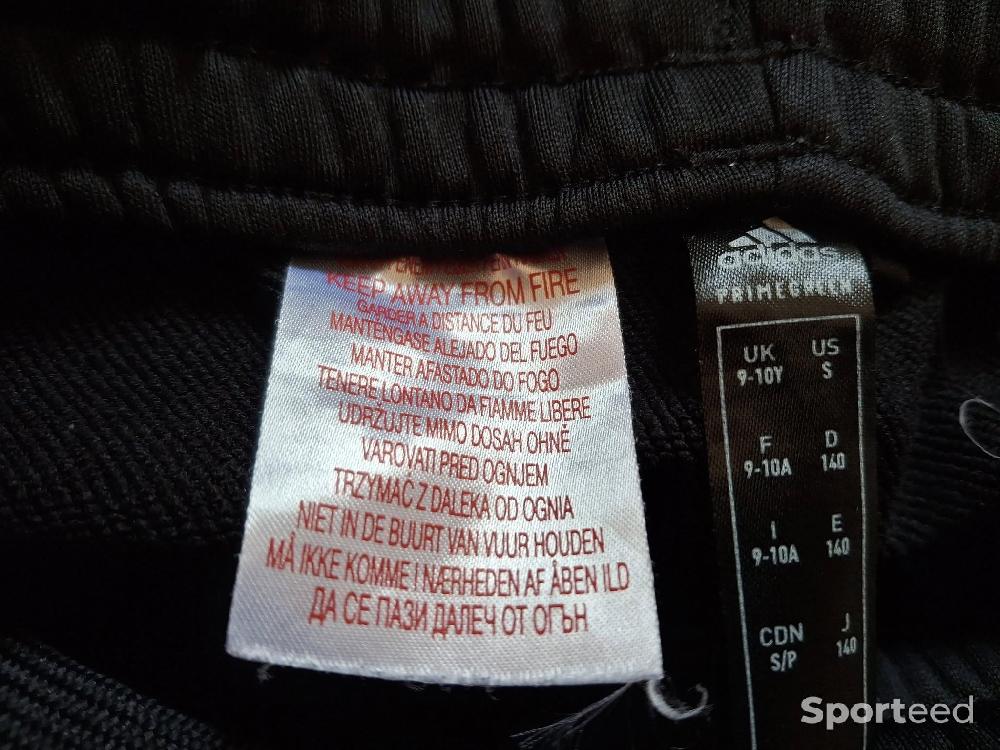 KEEP AWAY FROM FIRE
GARDER A DISTANCE DU FEU
MANTÉNGASE ALEJADO DEL FUEGO
MANTER AFASTADO DO FOGO
TENERE LONTANO DA FIAMME LIBERE
UDRZUJTE MIMO DOSAH OHNĚ
VAROVATI PRED OGNJEM
TRZYMAC Z DALEKA OD OGNIA
NIET IN DE BUURT VAN VUUR HOUDEN
MÅ IKKE KOMME I NÆRHEDEN AF ÅBEN ILD
ДА СЕ ПАЗИ ДАЛЕЧ ОТ ОГЪН
adidas
PRIMEGREEN
UK US
9-10Y S
F D
9-10A 140
I E
9-10A 140
CDN J
S/P 140
Sporteed